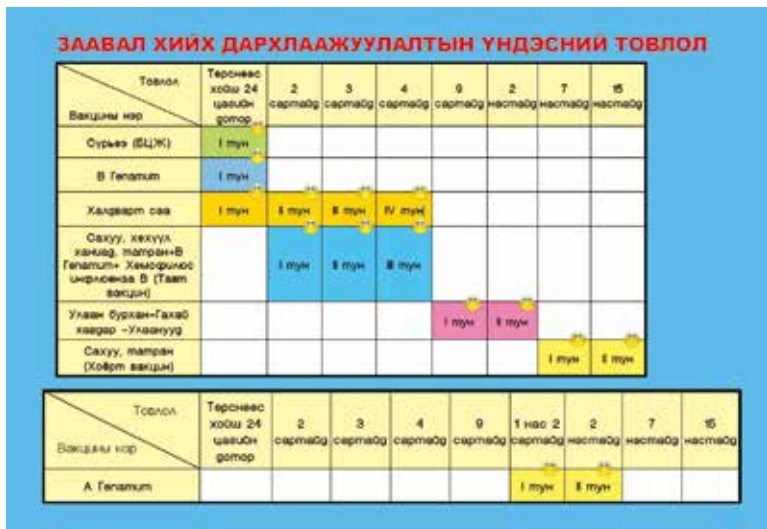 ЗААВАЛ ХИЙХ ДАРХЛААЖУУЛАЛТЫН ҮНДЭСНИЙ ТОВЛОЛ
Товлол
Вакцины нэр
Төрснөөс хойш 24 цагийн дотор
2 сартайд
3 сартайд
4 сартайд
9 сартайд
2 настайд
7 настайд
15 настайд
Сүрьеэ (БЦЖ)
I тун
В Гепатит
I тун
Халдварт саа
I тун
II тун
III тун
IV тун
Сахуу, хөхүүл
ханиад, татран+В
Гепатит+ Хемофилюс
инфлюенза В (Тавт
вакцин)
I тун
II тун
III тун
Улаан бурхан-Гахай
хавдар -Улаанууд
I тун
II тун
Сахуу, татран
(Хоёрт вакцин)
I тун
II тун
Товлол
Вакцины нэр
Төрснөөс хойш 24 цагийн дотор
2 сартайд
3 сартайд
4 сартайд
9 сартайд
1 нас 2 сартайд
2 настайд
7 настайд
15 настайд
А Гепатит
I тун
II тун